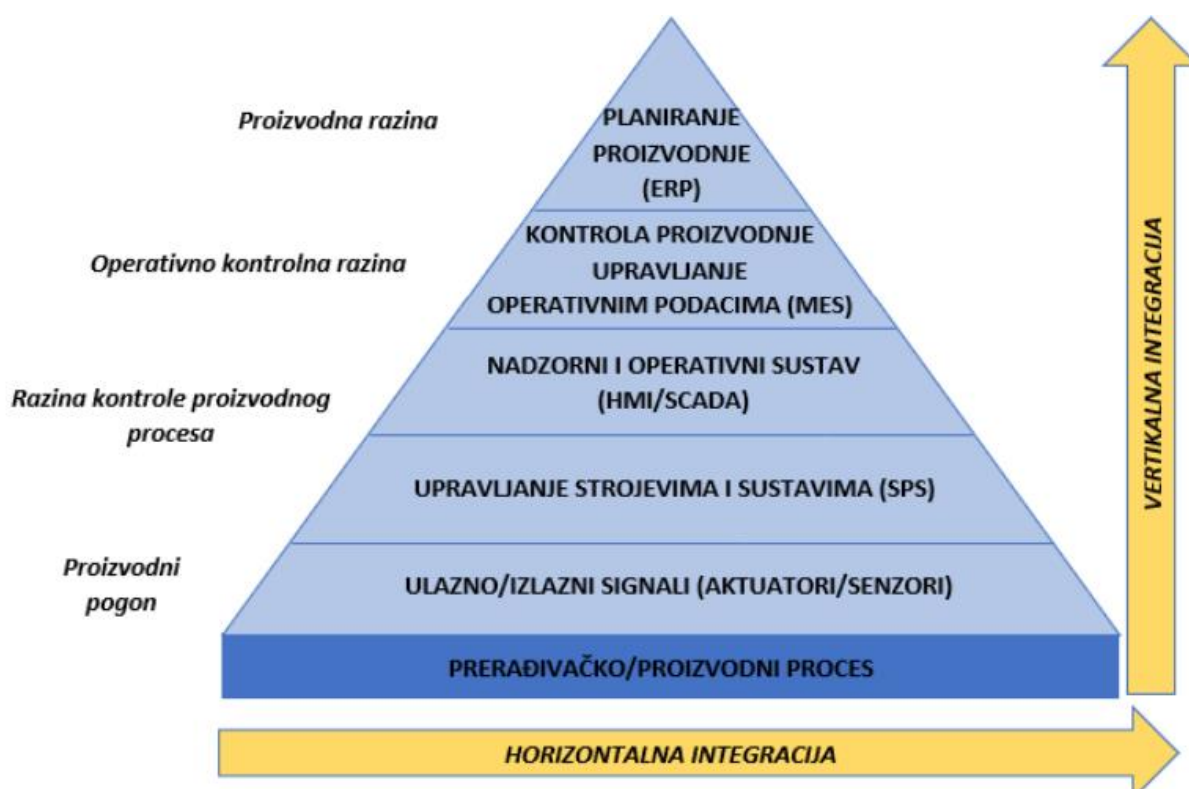 Proizvodna razina
PLANIRANJE
PROIZVODNJE
(ERP)
Operativno kontrolna razina
KONTROLA PROIZVODNJE
UPRAVLJANJE
OPERATIVNIM PODACIMA (MES)
Razina kontrole proizvodnog
procesa
NADZORNI I OPERATIVNI SUSTAV
(HMI/SCADA)
UPRAVLJANJE STROJEVIMA I SUSTAVIMA (SPS)
Proizvodni
pogon
ULAZNO/IZLAZNI SIGNALI (AKTUATORI/SENZORI)
PRERAĐIVAČKO/PROIZVODNI PROCES
VERTIKALNA INTEGRACIJA
HORIZONTALNA INTEGRACIJA